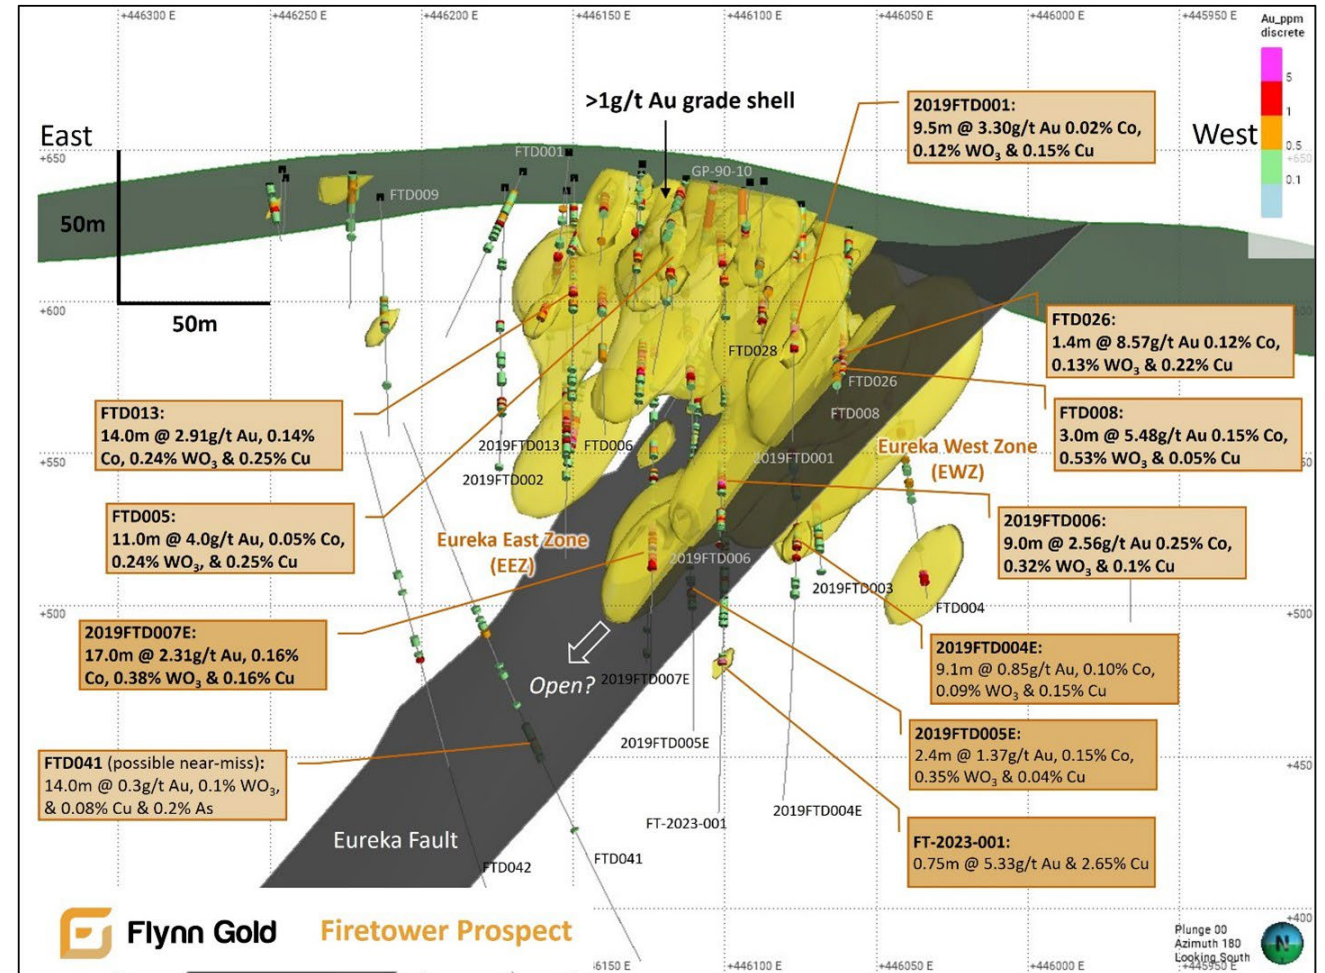 +446300 E
+446250 E
+446200 E
+446150 E
+446100 E
+446050 E
+446000 E
+445950 E
Au_ppm
discrete
5
1
0.5
0.1
>1g/t Au grade shell
East
West
+650
+650
50m
50m
FTD001
GP-90-10
FTD009
2019FTD001:
9.5m @ 3.30g/t Au 0.02% Co,
0.12% WO₃ & 0.15% Cu
+600
FTD026:
1.4m @ 8.57g/t Au 0.12% Co,
0.13% WO₃ & 0.22% Cu
FTD028
FTD026
FTD008
FTD013:
14.0m @ 2.91g/t Au, 0.14%
Co, 0.24% WO₃ & 0.25% Cu
FTD008:
3.0m @ 5.48g/t Au 0.15% Co,
0.53% WO₃ & 0.05% Cu
+550
2019FTD013
FTD006
2019FTD002
2019FTD001
Eureka West Zone
(EWZ)
FTD005:
11.0m @ 4.0g/t Au, 0.05% Co,
0.24% WO₃, & 0.25% Cu
Eureka East Zone
(EEZ)
2019FTD006
2019FTD006:
9.0m @ 2.56g/t Au 0.25% Co,
0.32% WO₃ & 0.1% Cu
2019FTD003
FTD004
+500
+500
2019FTD007E:
17.0m @ 2.31g/t Au, 0.16%
Co, 0.38% WO₃ & 0.16% Cu
2019FTD004E:
9.1m @ 0.85g/t Au, 0.10% Co,
0.09% WO₃ & 0.15% Cu
Open?
2019FTD007E
2019FTD005E
2019FTD005E:
2.4m @ 1.37g/t Au, 0.15% Co,
0.35% WO₃ & 0.04% Cu
FTD041 (possible near-miss):
14.0m @ 0.3g/t Au, 0.1% WO₃,
& 0.08% Cu & 0.2% As
+450
2019FTD004E
FT-2023-001
FT-2023-001:
0.75m @ 5.33g/t Au & 2.65% Cu
Eureka Fault
FTD042
FTD041
+400
Flynn Gold
Firetower Prospect
Plunge 00
Azimuth 180
Looking South
N
+446100 E
+446050 E
+446000 E
+445950 E